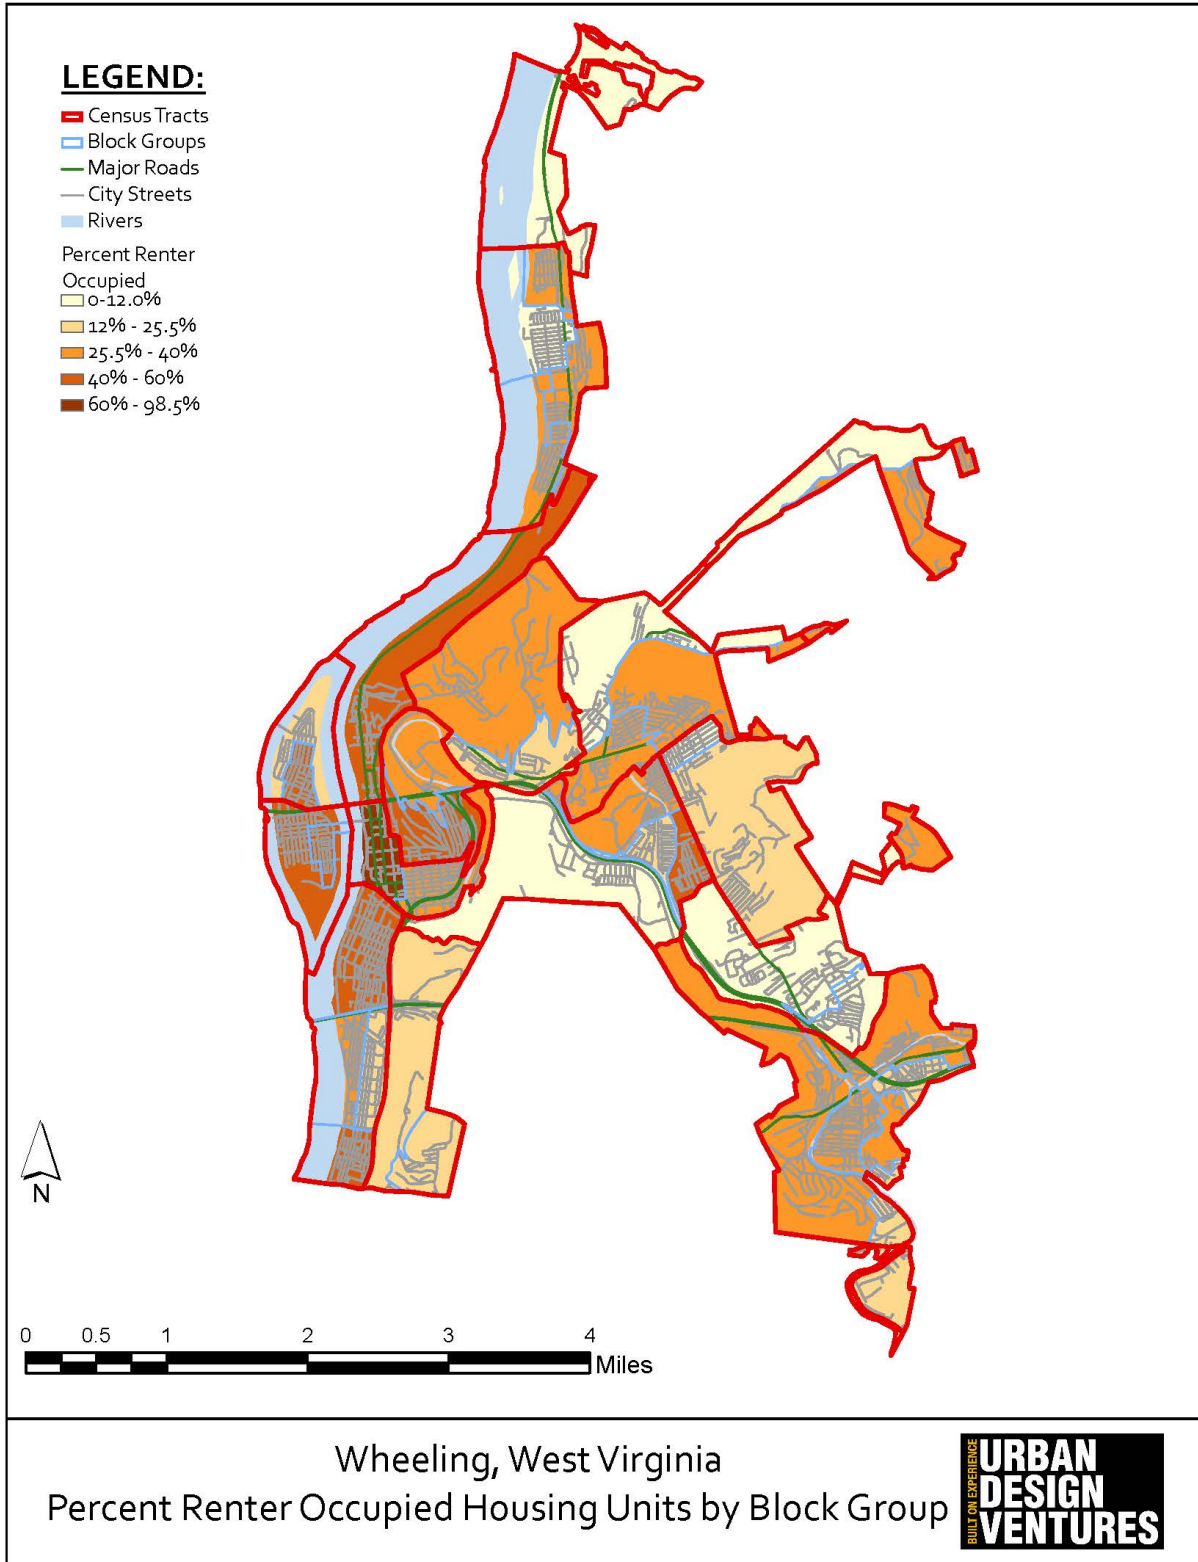 LEGEND:
Census Tracts
Block Groups
Major Roads
City Streets
Rivers
Percent Renter
Occupied
0-12.0%
12% - 25.5%
25.5% - 40%
40% - 60%
60% - 98.5%
N
0 0.5 1 2 3 4
Miles
Wheeling, West Virginia
Percent Renter Occupied Housing Units by Block Group
BUILT ON EXPERIENCE
URBAN
DESIGN
VENTURES